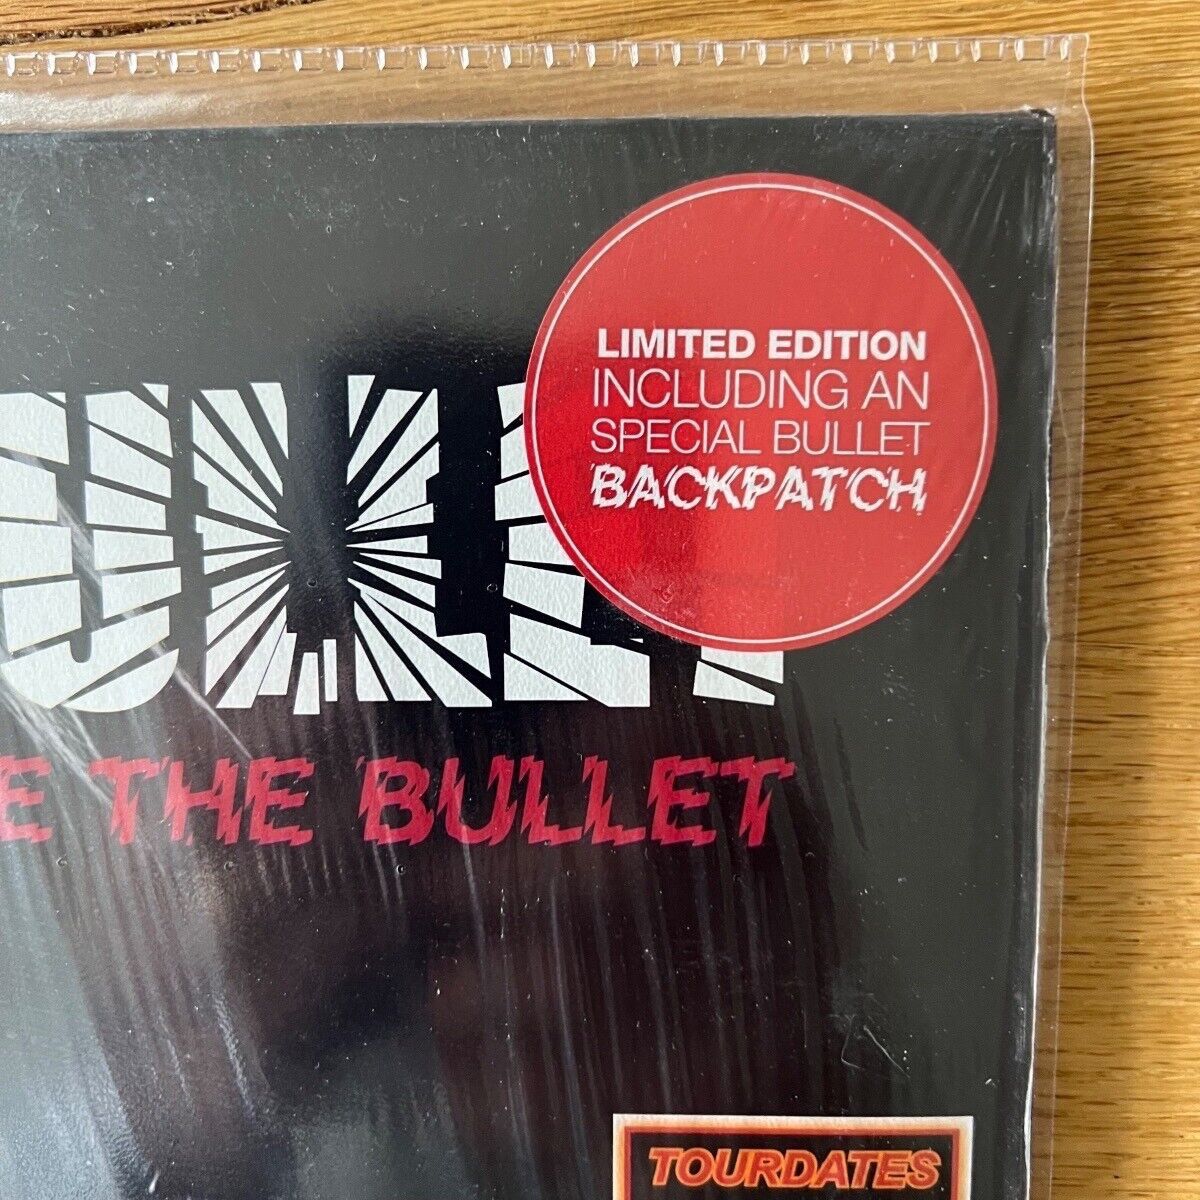 LIMITED EDITION
INCLUDING AN
SPECIAL BULLET
BACKPATCH
E THE BULLET
TOURDATES